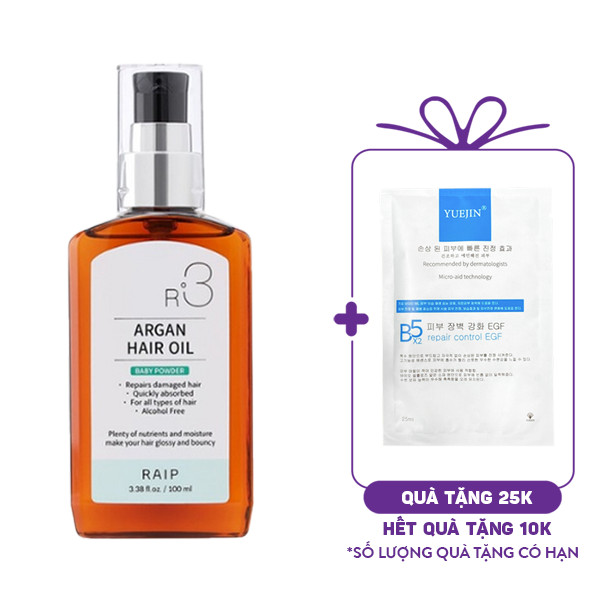 R3
ARGAN
HAIR OIL
BABY POWDER
• Repairs damaged hair
• Quickly absorbed
• For all types of hair
• Alcohol Free
Plenty of nutrients and moisture
make your hair glossy and bouncy
RAIP
3.38 fl.oz. / 100 ml
+
YUEJIN®
손상 된 피부에 빠른 진정 효과
Recommended by dermatologists
Micro-aid technology
B5 X2 피부 장벽 강화 EGF
repair control EGF
25ml
QUÀ TẶNG 25K
HẾT QUÀ TẶNG 10K
*SỐ LƯỢNG QUÀ TẶNG CÓ HẠN